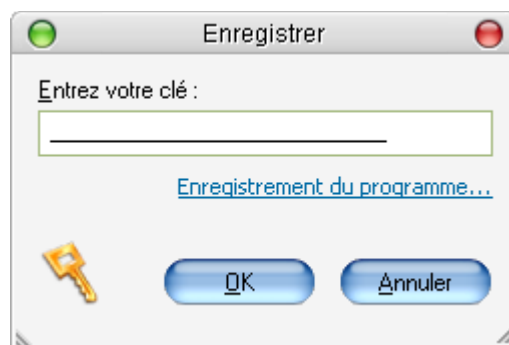 Enregistrer
Entrez votre clé :
Enregistrement du programme...
OK
Annuler